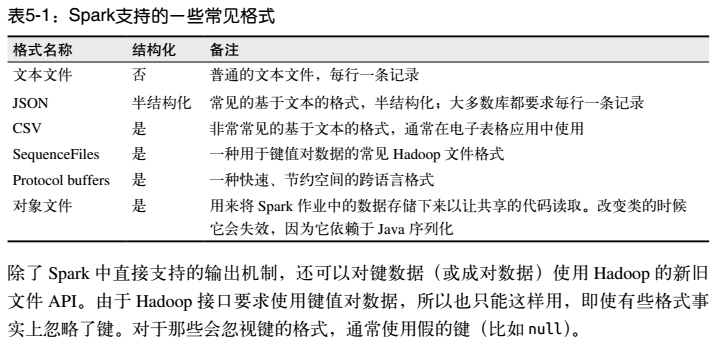 表5-1：Spark支持的一些常见格式
格式名称 结构化 备注
文本文件 否 普通的文本文件，每行一条记录
JSON 半结构化 常见的基于文本的格式，半结构化；大多数库都要求每行一条记录
CSV 是 非常常见的基于文本的格式，通常在电子表格应用中使用
SequenceFiles 是 一种用于键值对数据的常见 Hadoop 文件格式
Protocol buffers 是 一种快速、节约空间的跨语言格式
对象文件 是 用来将 Spark 作业中的数据存储下来以让共享的代码读取。改变类的时候
它会失效，因为它依赖于 Java 序列化
除了 Spark 中直接支持的输出机制，还可以对键数据（或成对数据）使用 Hadoop 的新旧
文件 API。由于 Hadoop 接口要求使用键值对数据，所以也只能这样用，即使有些格式事
实上忽略了键。对于那些会忽视键的格式，通常使用假的键（比如 null）。